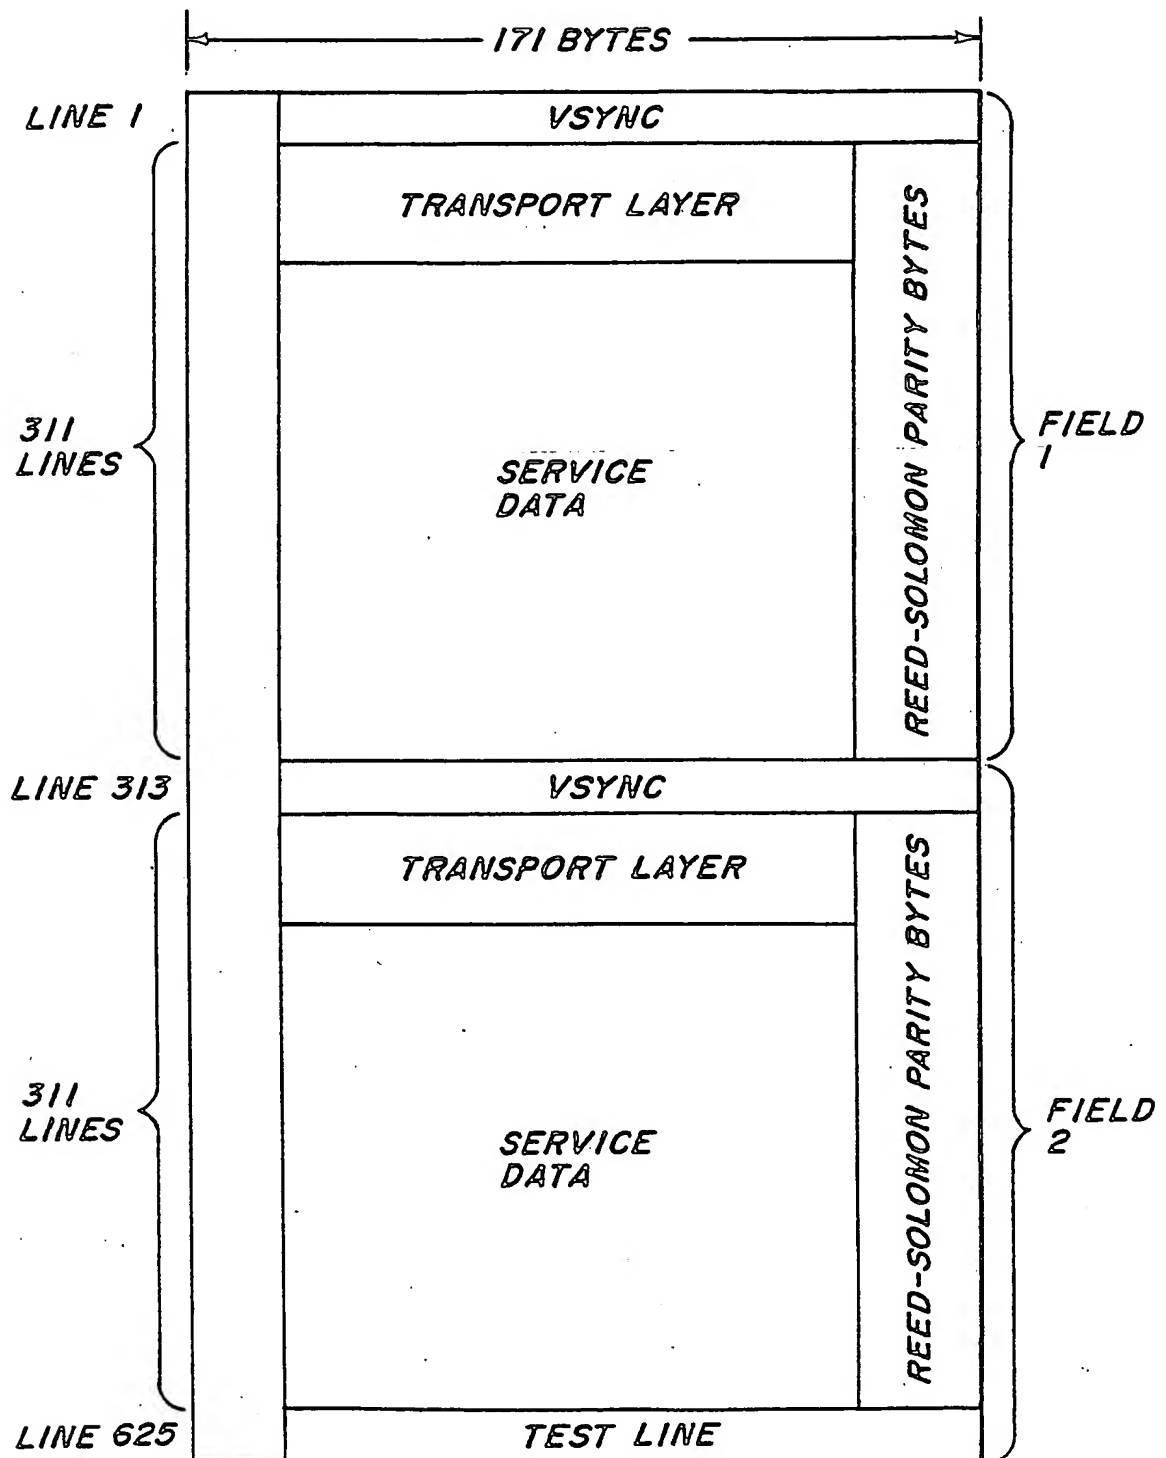 171 BYTES
LINE 1
VSYNC
TRANSPORT LAYER
REED-SOLOMON PARITY BYTES
311
LINES
SERVICE
DATA
FIELD
1
LINE 313
VSYNC
TRANSPORT LAYER
REED-SOLOMON PARITY BYTES
311
LINES
SERVICE
DATA
FIELD
2
LINE 625
TEST LINE